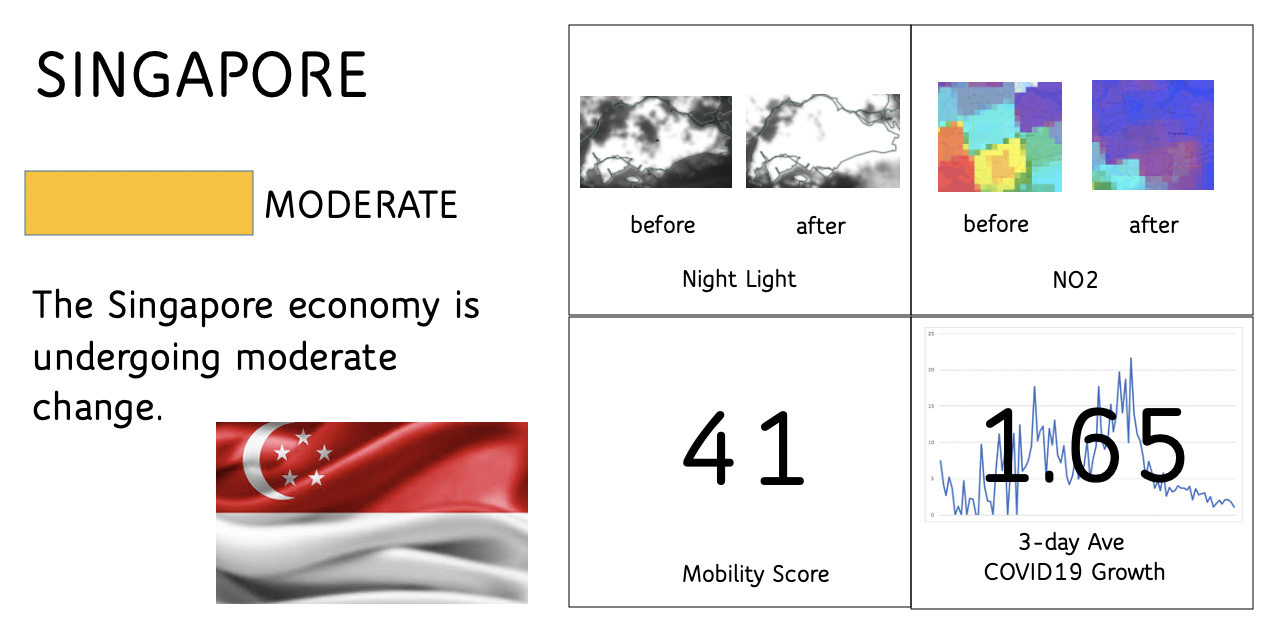 SINGAPORE
MODERATE
The Singapore economy is
undergoing moderate
change.
before
after
Night Light
before
after
NO2
41
Mobility Score
25
20
15
10
5
0
1.65
3-day Ave
COVID19 Growth